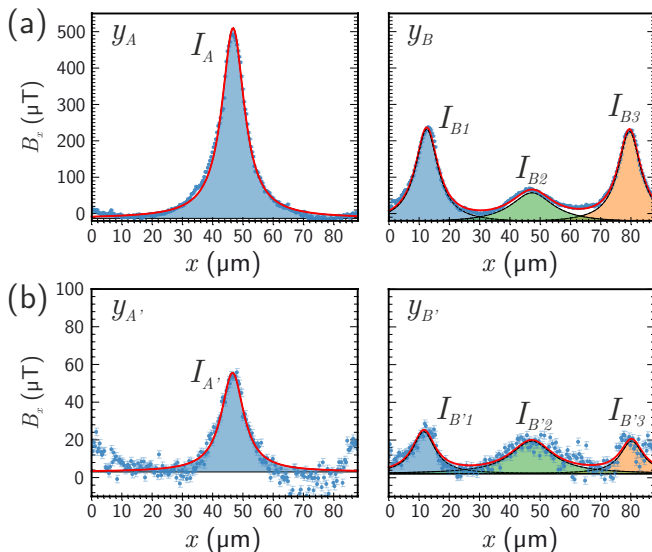 (a)
y_A
I_A
500
400
300
200
100
0
B_x (μT)
0 10 20 30 40 50 60 70 80
x (μm)
y_B
I_B1
I_B2
I_B3
0 10 20 30 40 50 60 70 80
x (μm)
(b)
y_A'
I_A'
100
80
60
40
20
0
B_x (μT)
0 10 20 30 40 50 60 70 80
x (μm)
y_B'
I_B'1
I_B'2
I_B'3
0 10 20 30 40 50 60 70 80
x (μm)